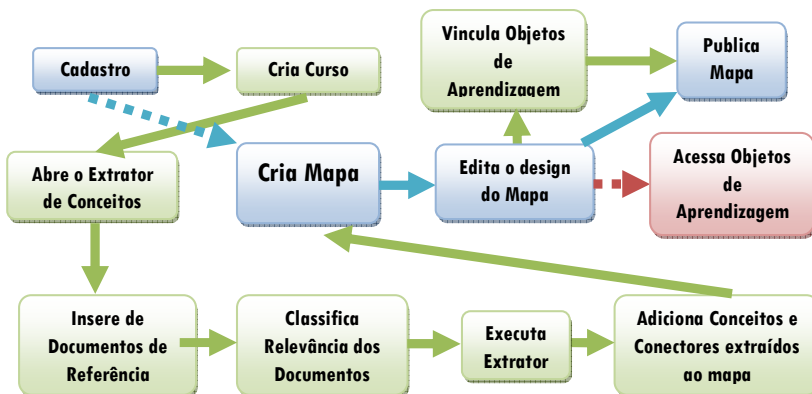 Cadastro
Cria Curso
Vincula Objetos
de
Aprendizagem
Publica
Mapa
Abre o Extrator
de Conceitos
Cria Mapa
Edita o design
do Mapa
Acessa Objetos
de
Aprendizagem
Insere de
Documentos de
Referência
Classifica
Relevância dos
Documentos
Executa
Extrator
Adiciona Conceitos e
Conectores extraídos
ao mapa